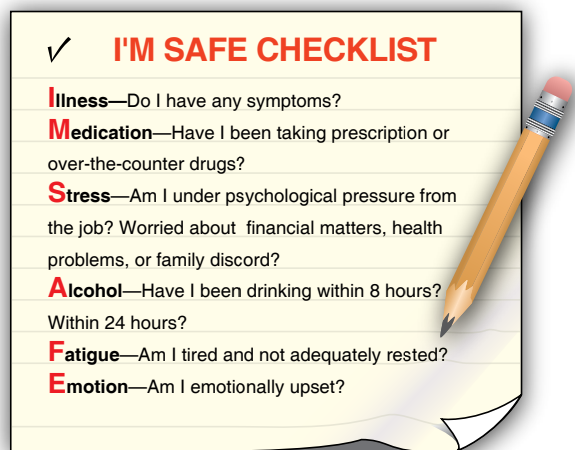 I'M SAFE CHECKLIST
Illness—Do I have any symptoms?
Medication—Have I been taking prescription or
over-the-counter drugs?
Stress—Am I under psychological pressure from
the job? Worried about  financial matters, health
problems, or family discord?
Alcohol—Have I been drinking within 8 hours?
Within 24 hours?
Fatigue—Am I tired and not adequately rested?
Emotion—Am I emotionally upset?